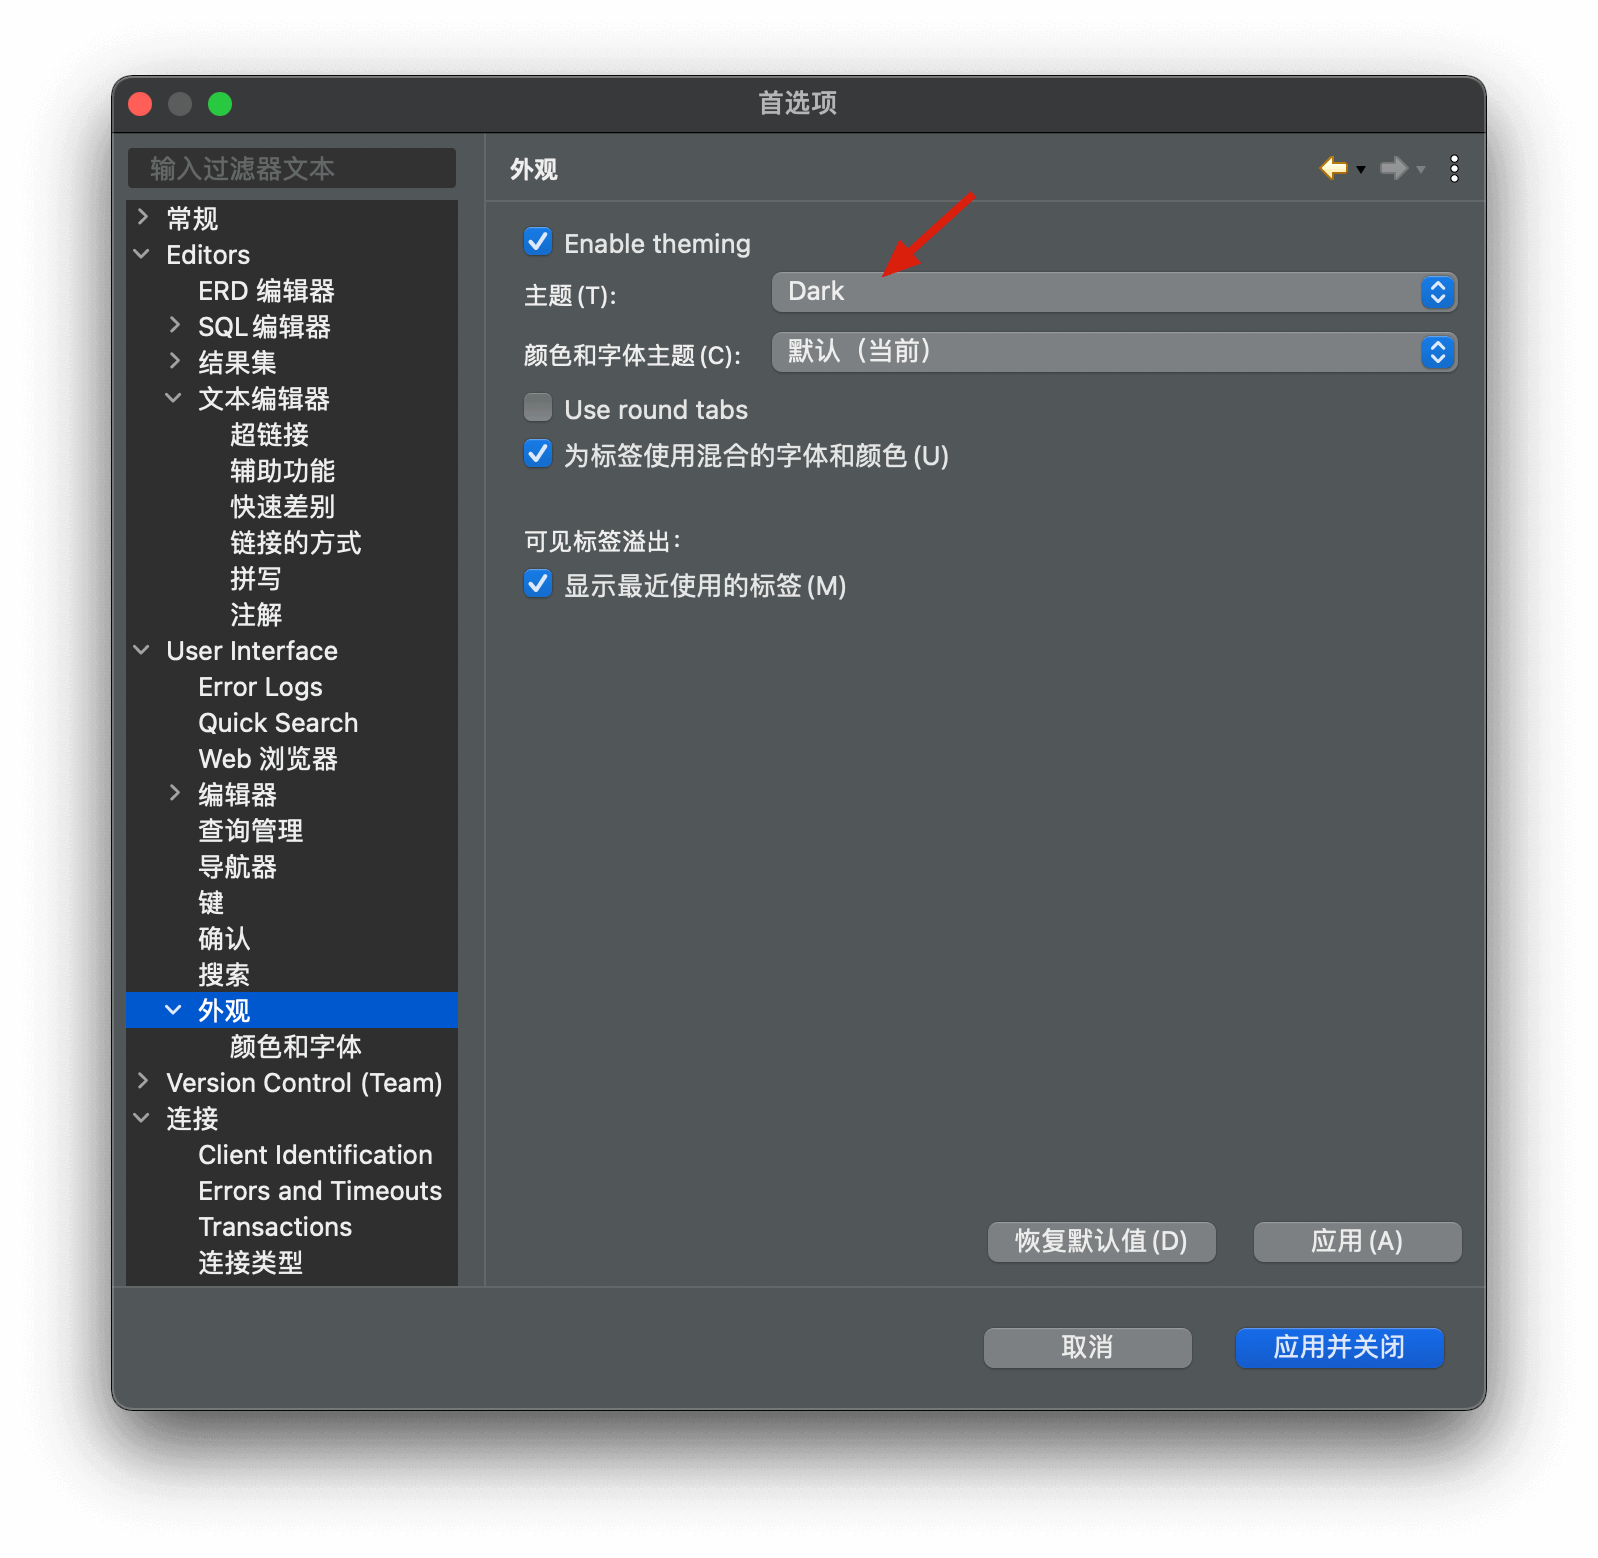 首选项
输入过滤器文本
常规
Editors
ERD 编辑器
SQL 编辑器
结果集
文本编辑器
超链接
辅助功能
快速差别
链接的方式
拼写
注解
User Interface
Error Logs
Quick Search
Web 浏览器
编辑器
查询管理
导航器
键
确认
搜索
外观
颜色和字体
Version Control (Team)
连接
Client Identification
Errors and Timeouts
Transactions
连接类型
外观
Enable theming
主题(T): Dark
颜色和字体主题(C): 默认（当前）
Use round tabs
为标签使用混合的字体和颜色(U)
可见标签溢出：
显示最近使用的标签(M)
恢复默认值(D) 应用(A)
取消 应用并关闭